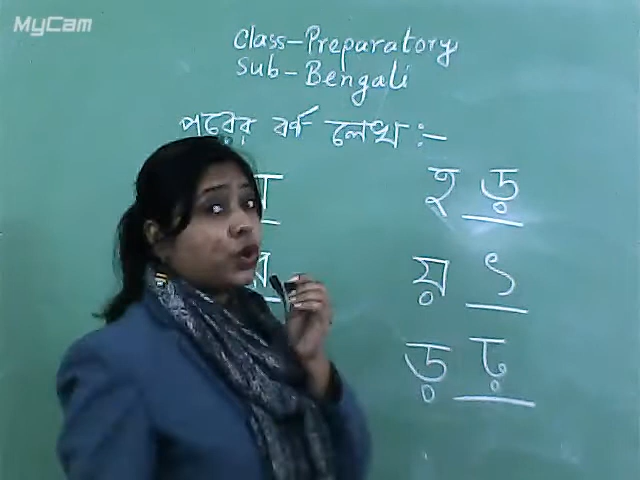 MyCam
Class-Preparatory
Sub-Bengali
পরের বর্ণ লেখ :-
হ ড়
য় ৎ
ড় ঢ়